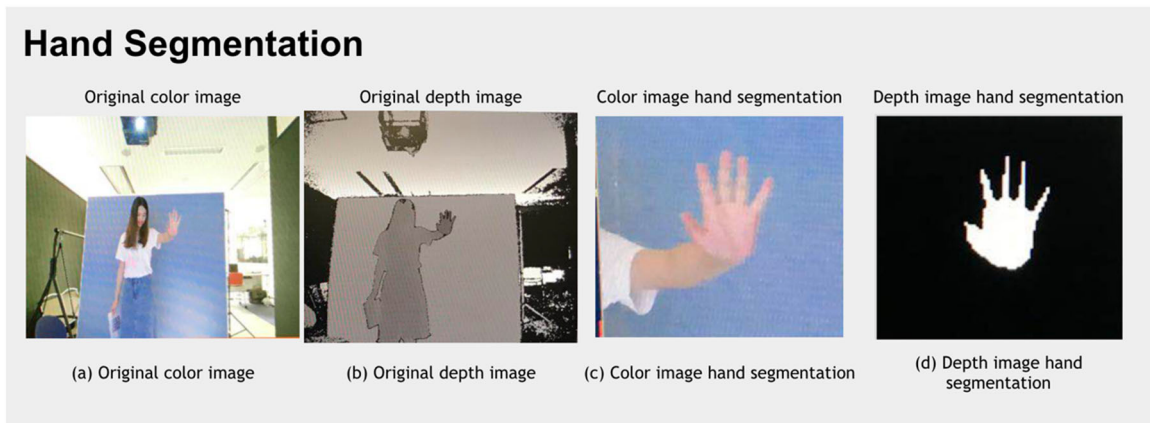 Hand Segmentation
Original color image
Original depth image
Color image hand segmentation
Depth image hand segmentation
(a) Original color image
(b) Original depth image
(c) Color image hand segmentation
(d) Depth image hand
segmentation